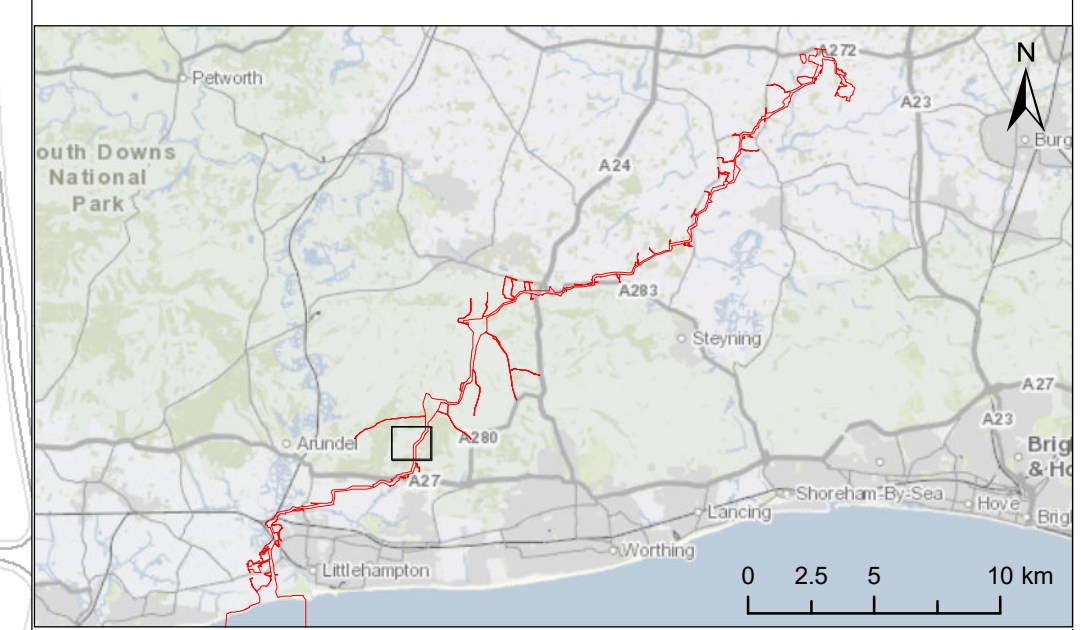 A272
N
Petworth
A23
Burg
outh Downs
National
Park
A24
A283
Steyning
A27
A23
Arundel
A280
Brig
& Ho
A27
Shoreham-By-Sea
Hove
Lancing
Brig
Worthing
Littlehampton
0 2.5 5 10 km